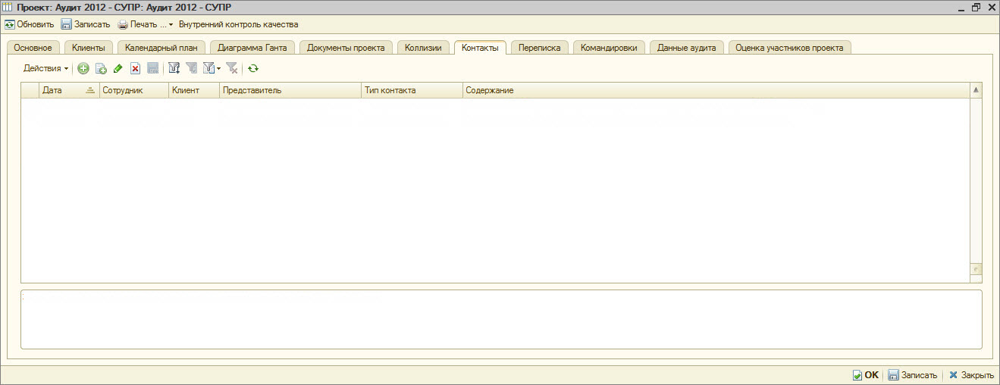 Проект: Аудит 2012 - СУПР: Аудит 2012 - СУПР
Обновить Записать Печать ... Внутренний контроль качества
Основное Клиенты Календарный план Диаграмма Ганта Документы проекта Коллизии Контакты Переписка Командировки Данные аудита Оценка участников проекта
Действия
Дата Сотрудник Клиент Представитель Тип контакта Содержание
:
OK Записать Закрыть